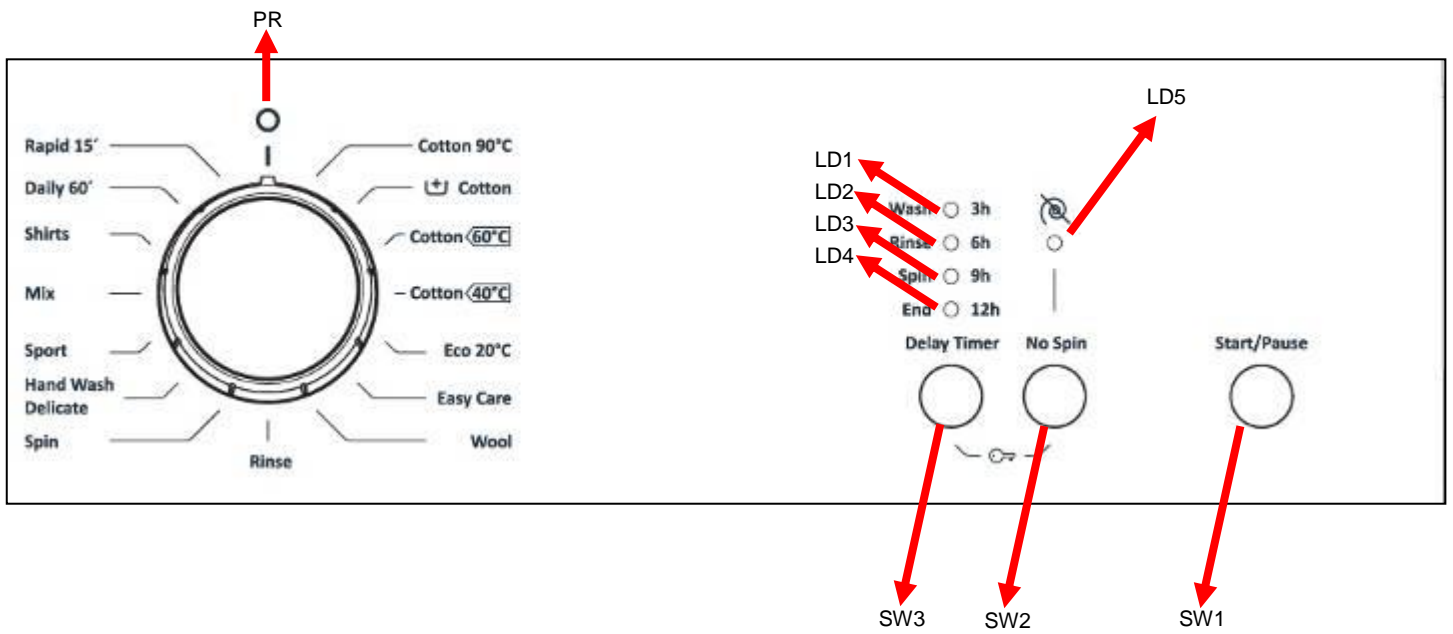 PR
LD5
Rapid 15′
Cotton 90°C
Daily 60′
Cotton
Shirts
Cotton 60°C
Mix
Cotton 40°C
Sport
Eco 20°C
Hand Wash
Delicate
Easy Care
Spin
Wool
Rinse
LD1
LD2
LD3
LD4
Wash 3h
Rinse 6h
Spin 9h
End 12h
Delay Timer
No Spin
Start/Pause
SW3
SW2
SW1